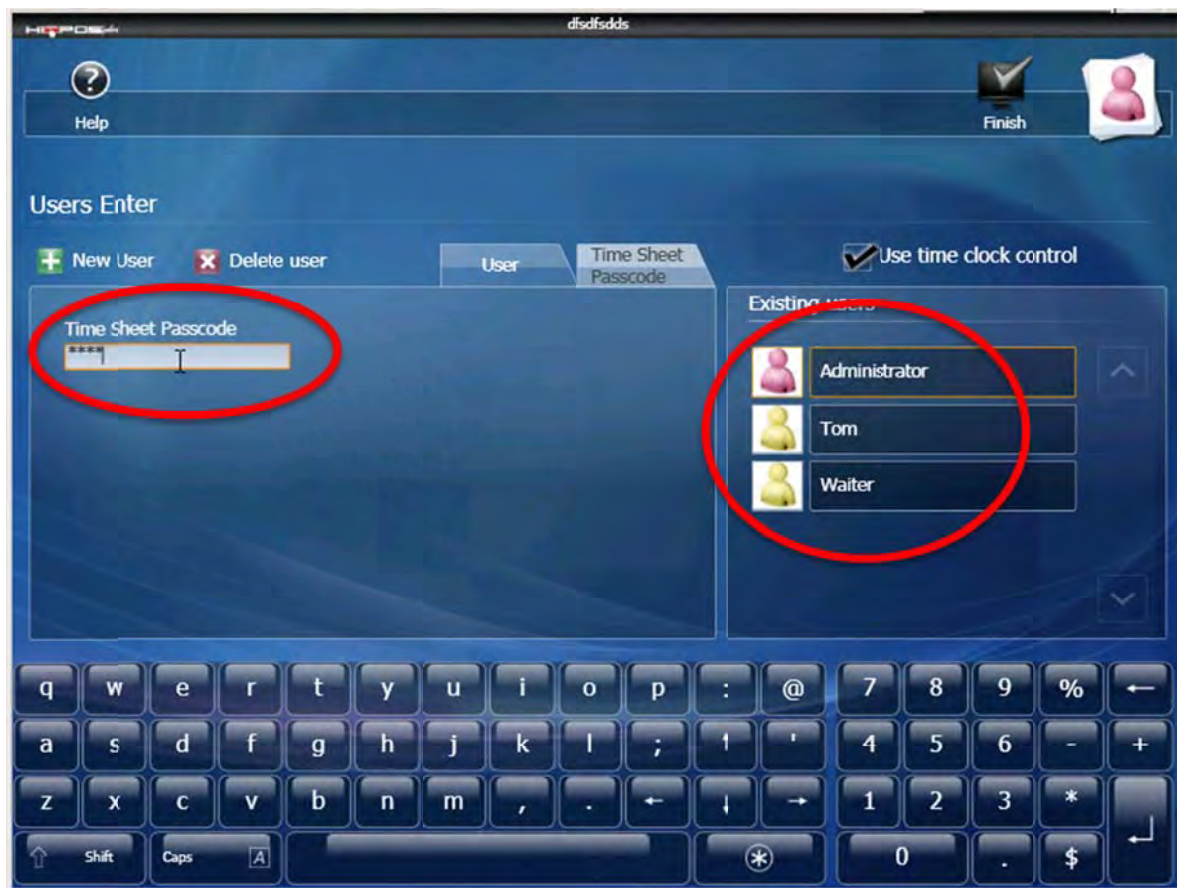 dfsdfsdds
Help
Finish
Users Enter
New User
Delete user
User
Time Sheet
Passcode
Use time clock control
Time Sheet Passcode
****
Existing users
Administrator
Tom
Waiter
q w e r t y u i o p : @ 7 8 9 % ←
a s d f g h j k l ; ↑ ' 4 5 6 - +
z x c v b n m , . ← ↓ → 1 2 3 *
Shift Caps A * 0 . $